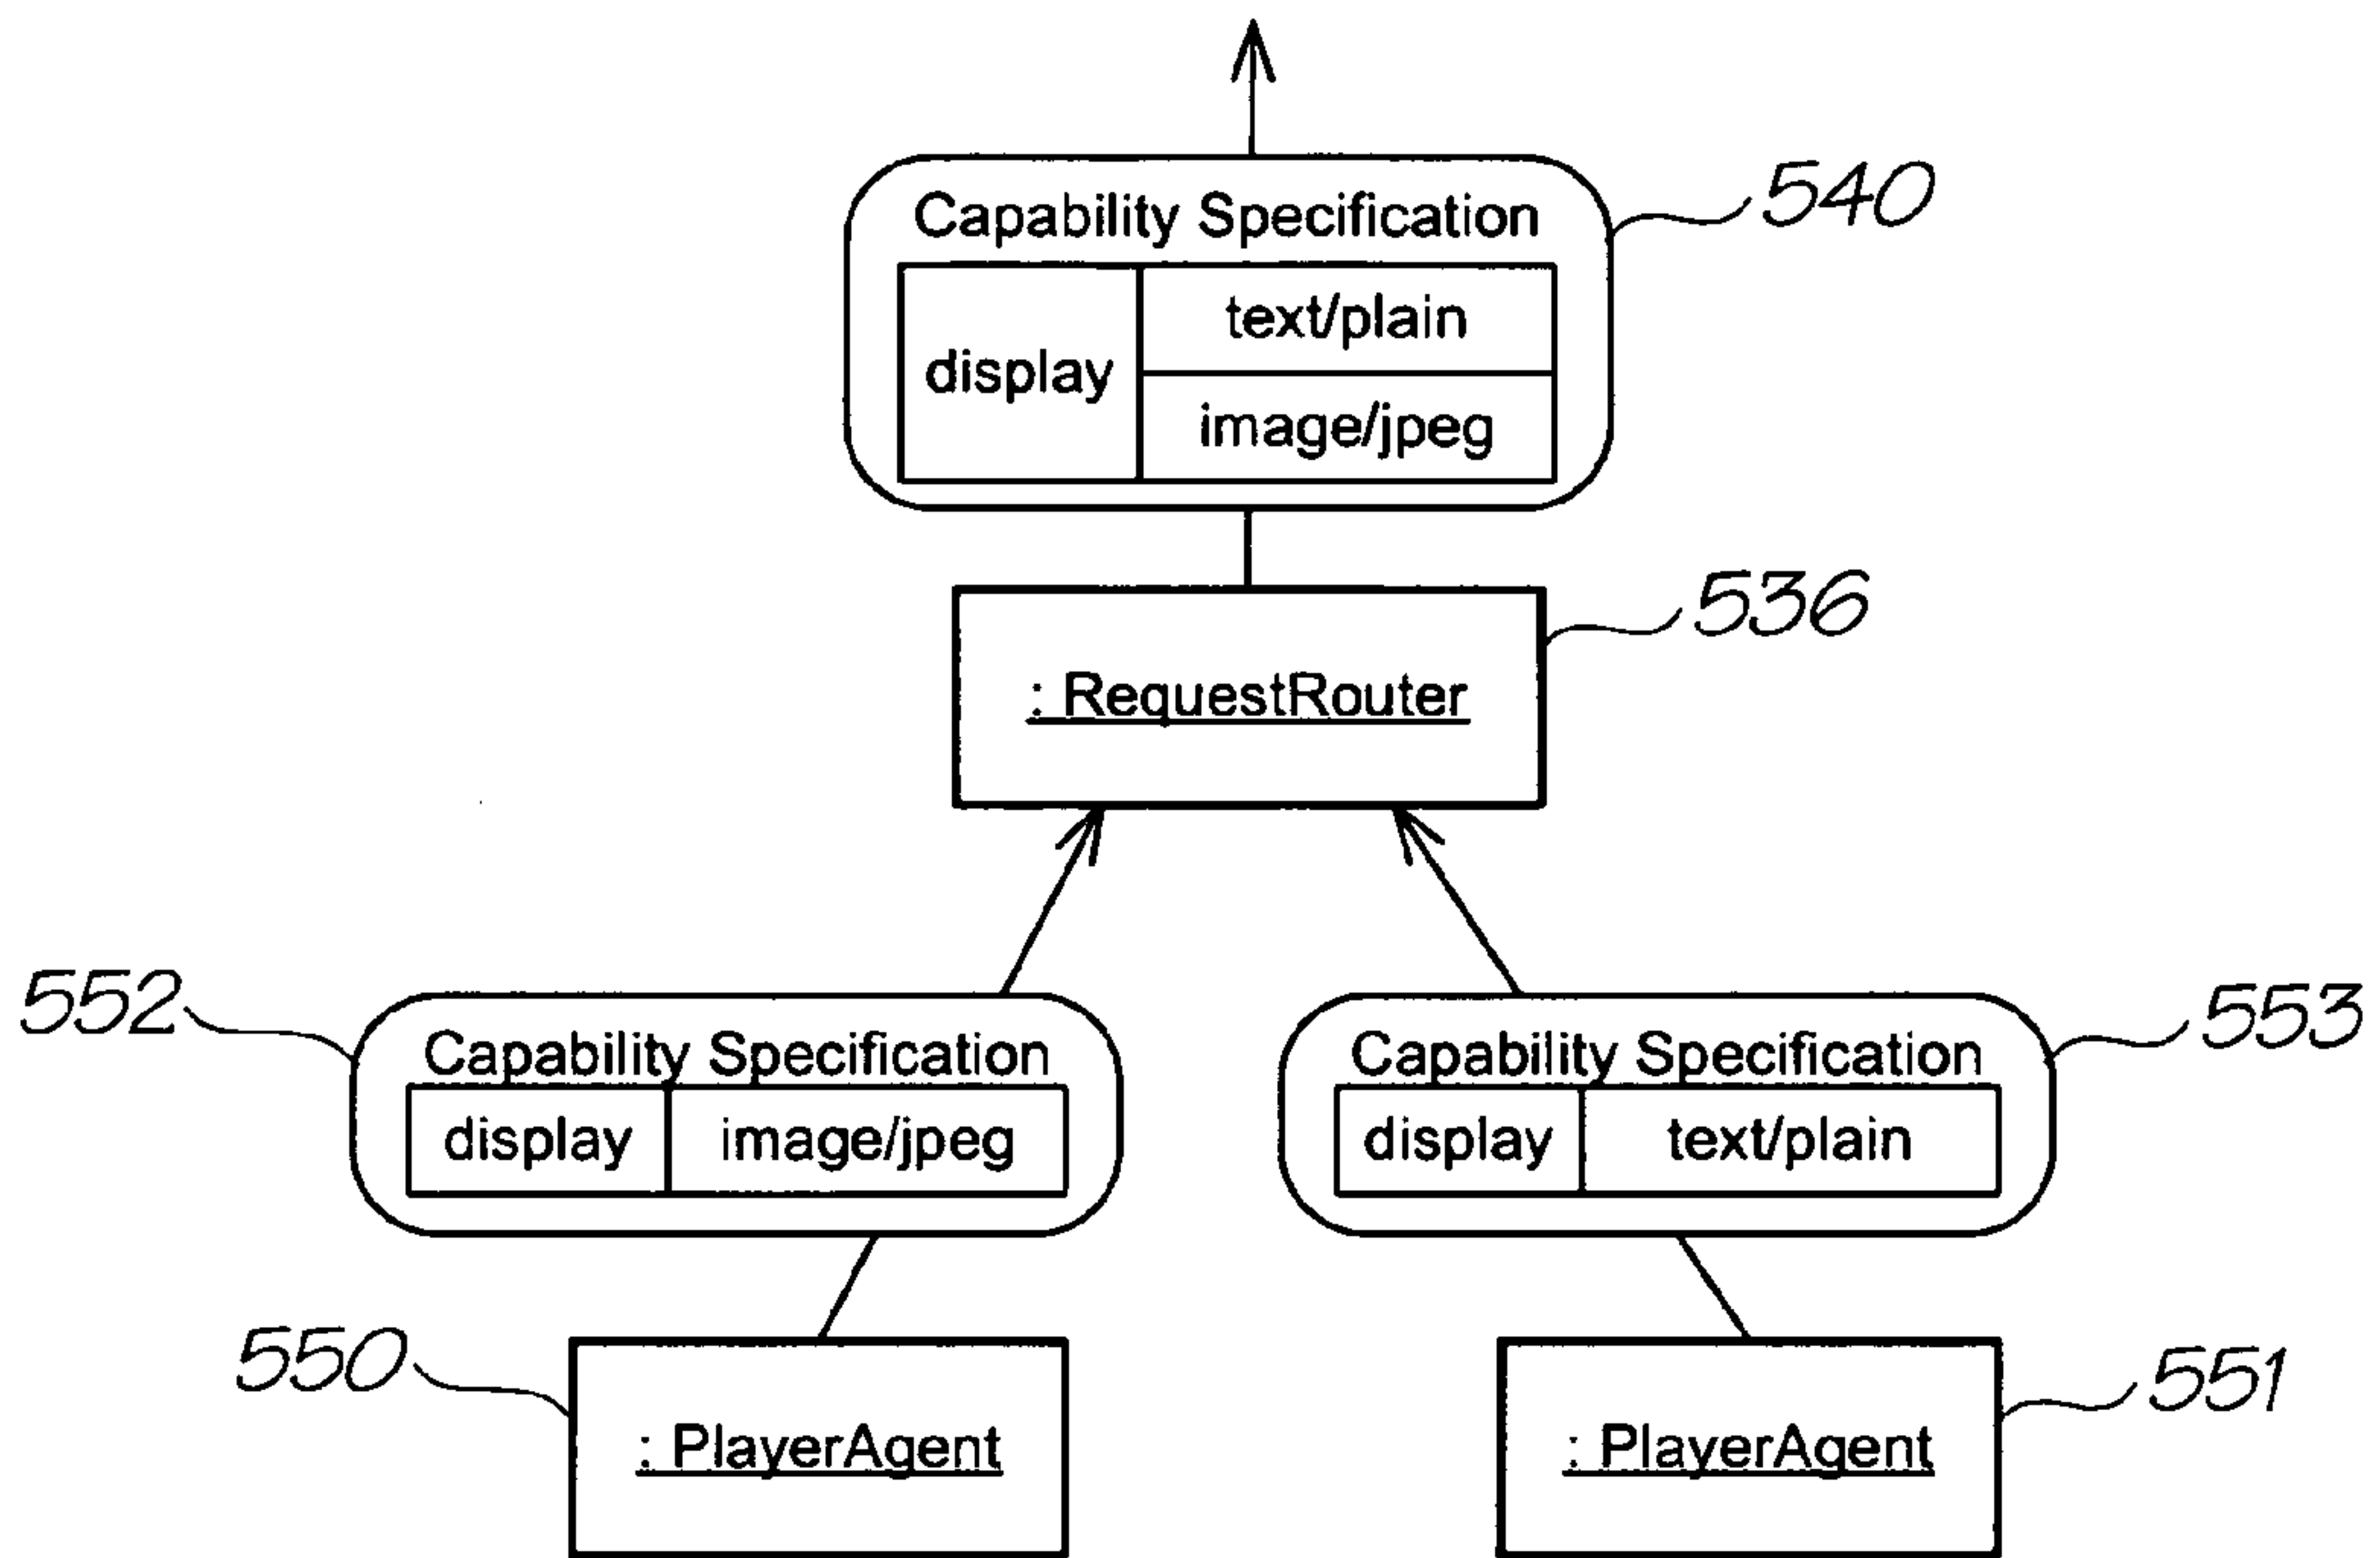 Capability Specification
540
text/plain
display
image/jpeg
536
: RequestRouter
552
553
Capability Specification
Capability Specification
display
image/jpeg
display
text/plain
550
551
: PlayerAgent
: PlayerAgent